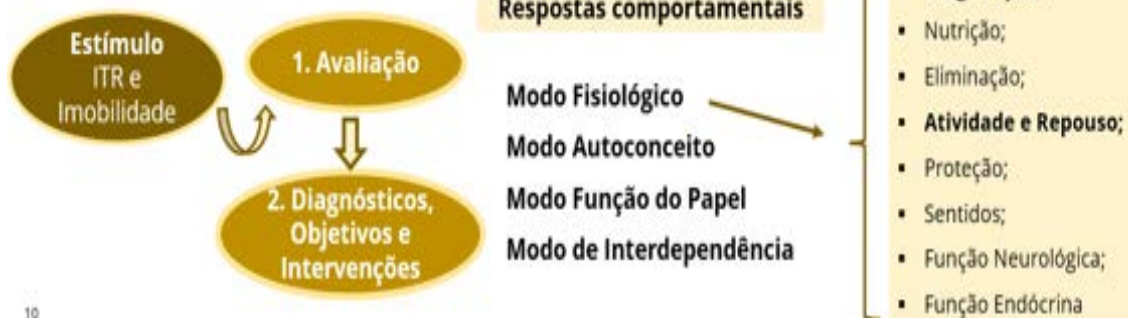 Respostas comportamentais
Estímulo
ITR e
Imobilidade
1. Avaliação
2. Diagnósticos,
Objetivos e
Intervenções
Modo Fisiológico
Modo Autoconceito
Modo Função do Papel
Modo de Interdependência
▪ Nutrição;
▪ Eliminação;
▪ Atividade e Repouso;
▪ Proteção;
▪ Sentidos;
▪ Função Neurológica;
▪ Função Endócrina
10